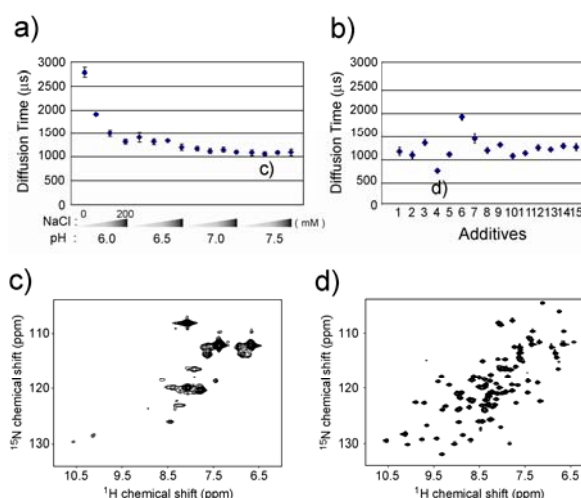 a)
Diffusion Time (μs)
3000
2500
2000
1500
1000
500
0
c)
NaCl : 0 200 ( mM )
pH : 6.0 6.5 7.0 7.5
b)
Diffusion Time (μs)
3000
2500
2000
1500
1000
500
0
d)
1 2 3 4 5 6 7 8 9 10 11 12 13 14 15
Additives
c)
15N chemical shift (ppm)
110
120
130
10.5 9.5 8.5 7.5 6.5
1H chemical shift (ppm)
d)
15N chemical shift (ppm)
110
120
130
10.5 9.5 8.5 7.5 6.5
1H chemical shift (ppm)